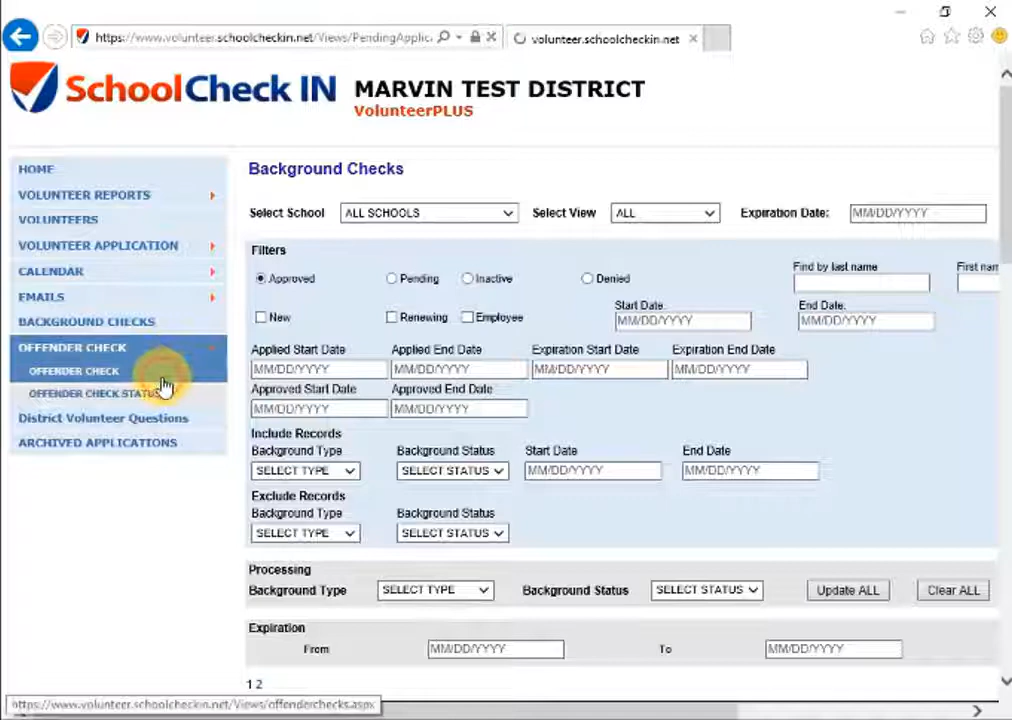 https://www.volunteer.schoolcheckin.net/Views/PendingApplic
volunteer.schoolcheckin.net
SchoolCheck IN
MARVIN TEST DISTRICT
VolunteerPLUS
HOME
VOLUNTEER REPORTS
VOLUNTEERS
VOLUNTEER APPLICATION
CALENDAR
EMAILS
BACKGROUND CHECKS
OFFENDER CHECK
OFFENDER CHECK
OFFENDER CHECK STATUS
District Volunteer Questions
ARCHIVED APPLICATIONS
Background Checks
Select School ALL SCHOOLS Select View ALL Expiration Date: MM/DD/YYYY
Filters
Approved Pending Inactive Denied
Find by last name First nam
New Renewing Employee
Start Date: End Date:
MM/DD/YYYY MM/DD/YYYY
Applied Start Date Applied End Date Expiration Start Date Expiration End Date
MM/DD/YYYY MM/DD/YYYY MM/DD/YYYY MM/DD/YYYY
Approved Start Date Approved End Date
MM/DD/YYYY MM/DD/YYYY
Include Records
Background Type Background Status Start Date End Date
SELECT TYPE SELECT STATUS MM/DD/YYYY MM/DD/YYYY
Exclude Records
Background Type Background Status
SELECT TYPE SELECT STATUS
Processing
Background Type SELECT TYPE Background Status SELECT STATUS Update ALL Clear ALL
Expiration
From MM/DD/YYYY To MM/DD/YYYY
1 2
https://www.volunteer.schoolcheckin.net/Views/offenderchecks.aspx